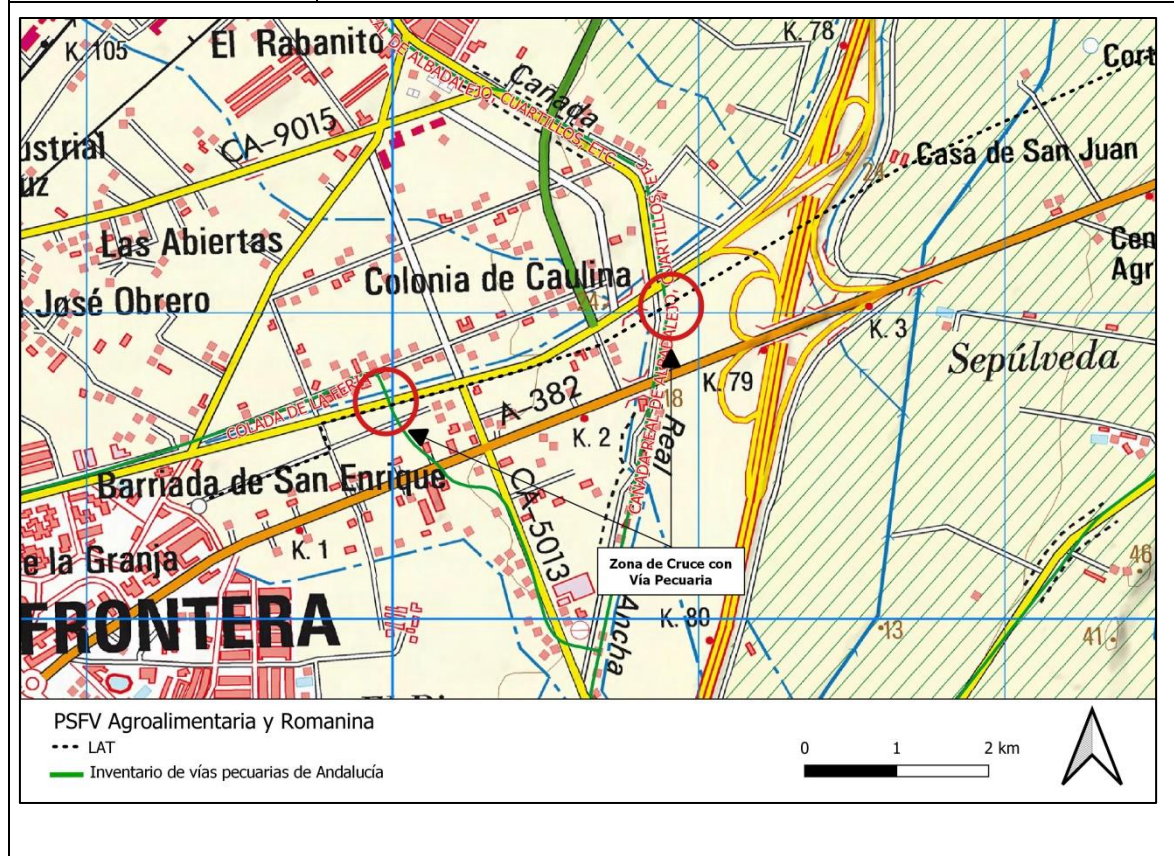 K. 105
El Rabanito
REAL DE ALBADALEJO, CUARTILLOS, ETC.
Cañada
K. 78
Cort
CA-9015
ustrial
uz
Casa de San Juan
24
Las Abiertas
Colonia de Caulina
Cen
Agr
José Obrero
24
K. 3
Sepúlveda
COLADA DE LA FERIA
A-382
K. 2
K. 79
18
Real
CAÑADA REAL DE ALBADALEJO, CUARTILLOS, E
Barriada de San Enrique
CA-5013
K. 1
e la Granja
Zona de Cruce con
Vía Pecuaria
46
FRONTERA
Ancha
K. 80
13
41
PSFV Agroalimentaria y Romanina
LAT
Inventario de vías pecuarias de Andalucía
0 1 2 km